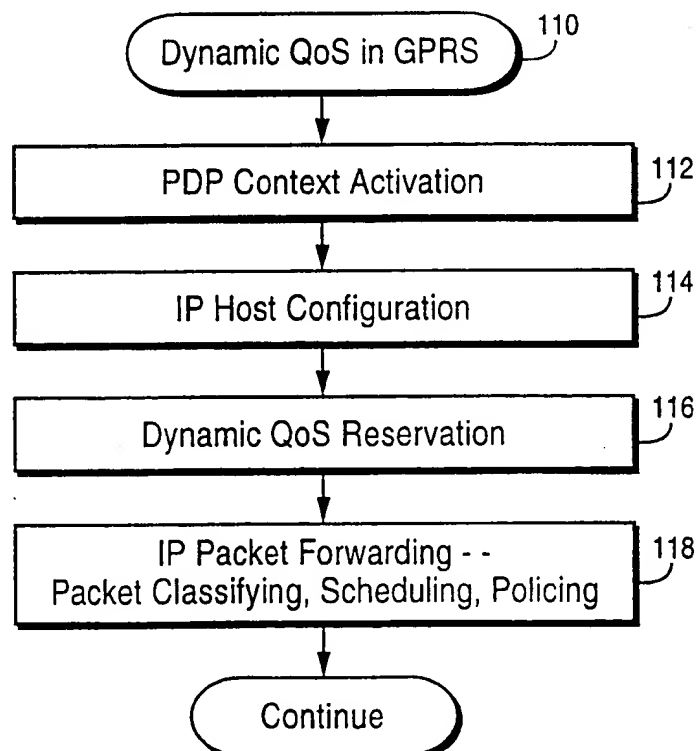 Dynamic QoS in GPRS
110
PDP Context Activation
112
IP Host Configuration
114
Dynamic QoS Reservation
116
IP Packet Forwarding - -
Packet Classifying, Scheduling, Policing
118
Continue